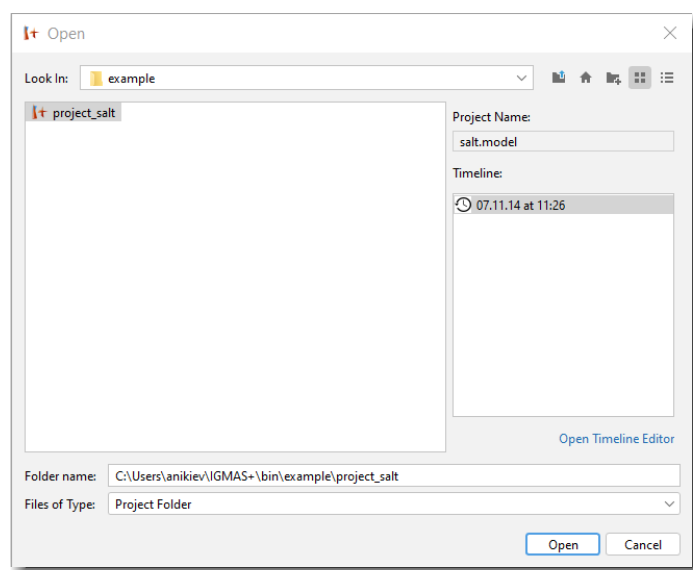 Open
Look In: example
project_salt
Project Name:
salt.model
Timeline:
07.11.14 at 11:26
Open Timeline Editor
Folder name: C:\Users\anikiev\IGMAS+\bin\example\project_salt
Files of Type: Project Folder
Open Cancel